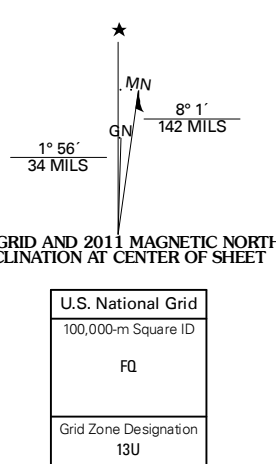 ★
MN
8° 1´
142 MILS
GN
1° 56´
34 MILS
GRID AND 2011 MAGNETIC NORTH
CLINATION AT CENTER OF SHEET
U.S. National Grid
100,000-m Square ID
FQ
Grid Zone Designation
13U